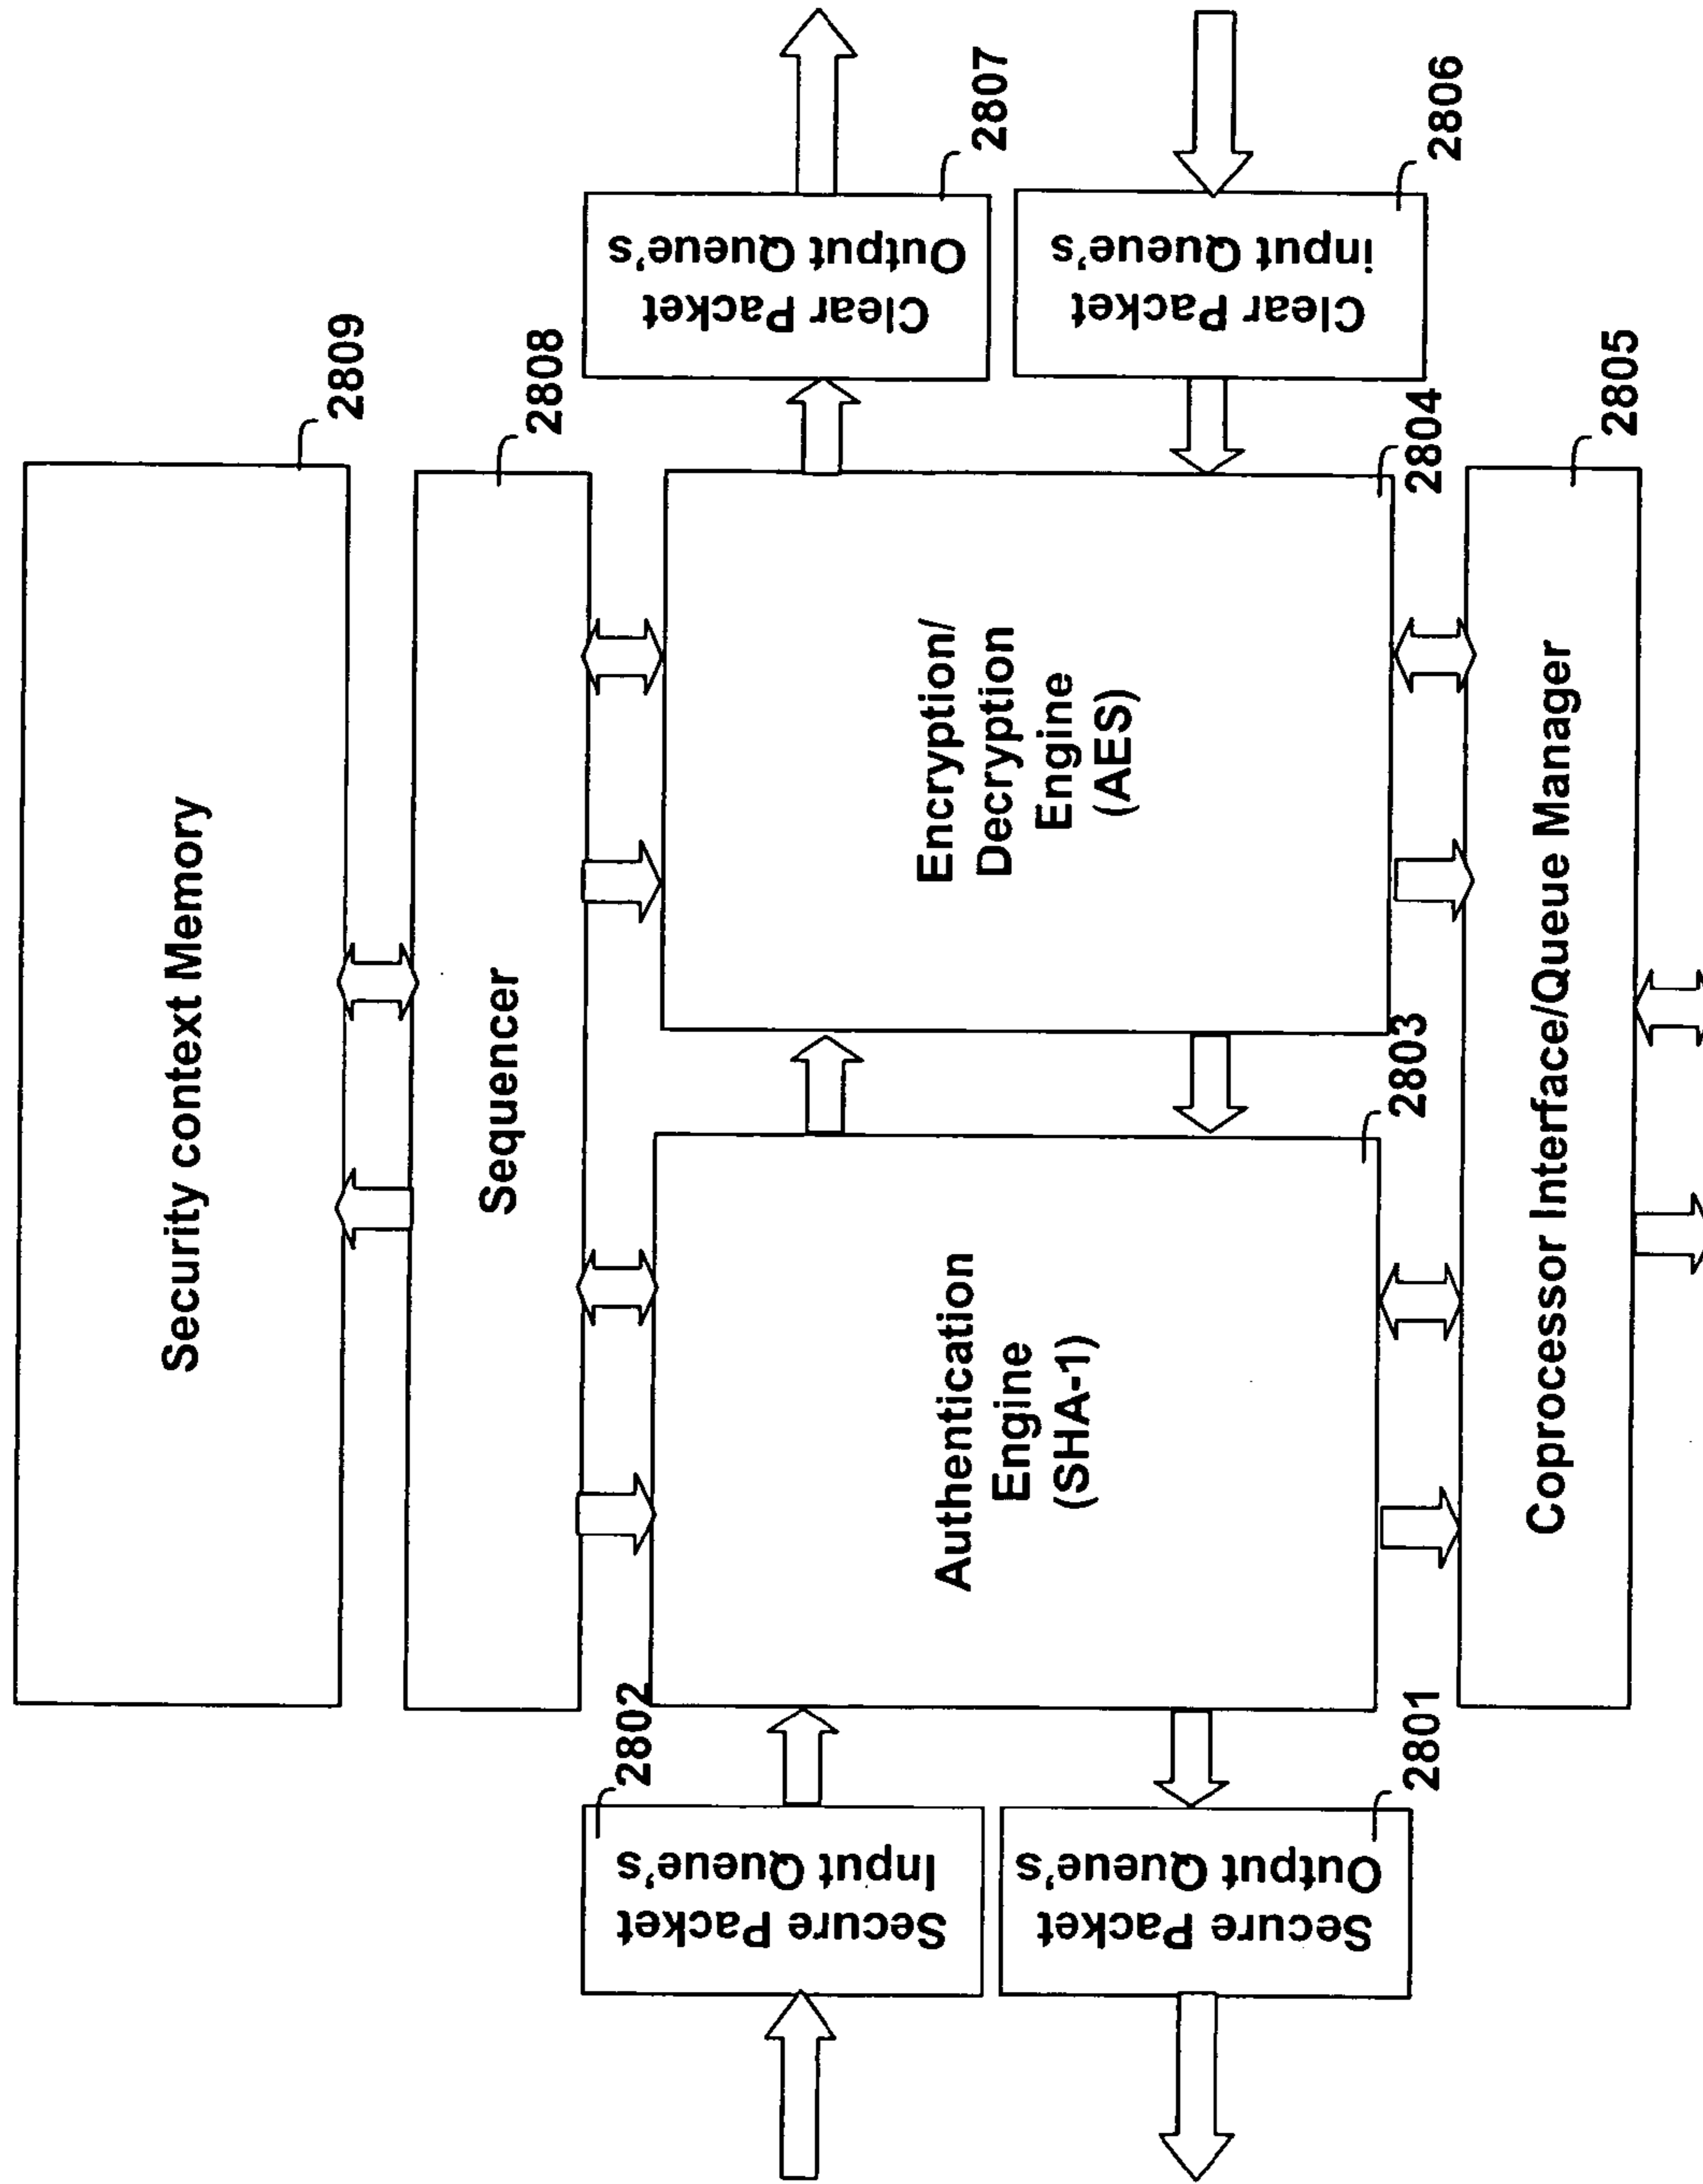 Security context Memory
2809
Sequencer
2808
Secure Packet
Input Queue's
2802
Secure Packet
Output Queue's
2801
Authentication
Engine
(SHA-1)
2803
Encryption/
Decryption
Engine
(AES)
2804
Clear Packet
Output Queue's
2807
Clear Packet
input Queue's
2806
Coprocessor Interface/Queue Manager
2805